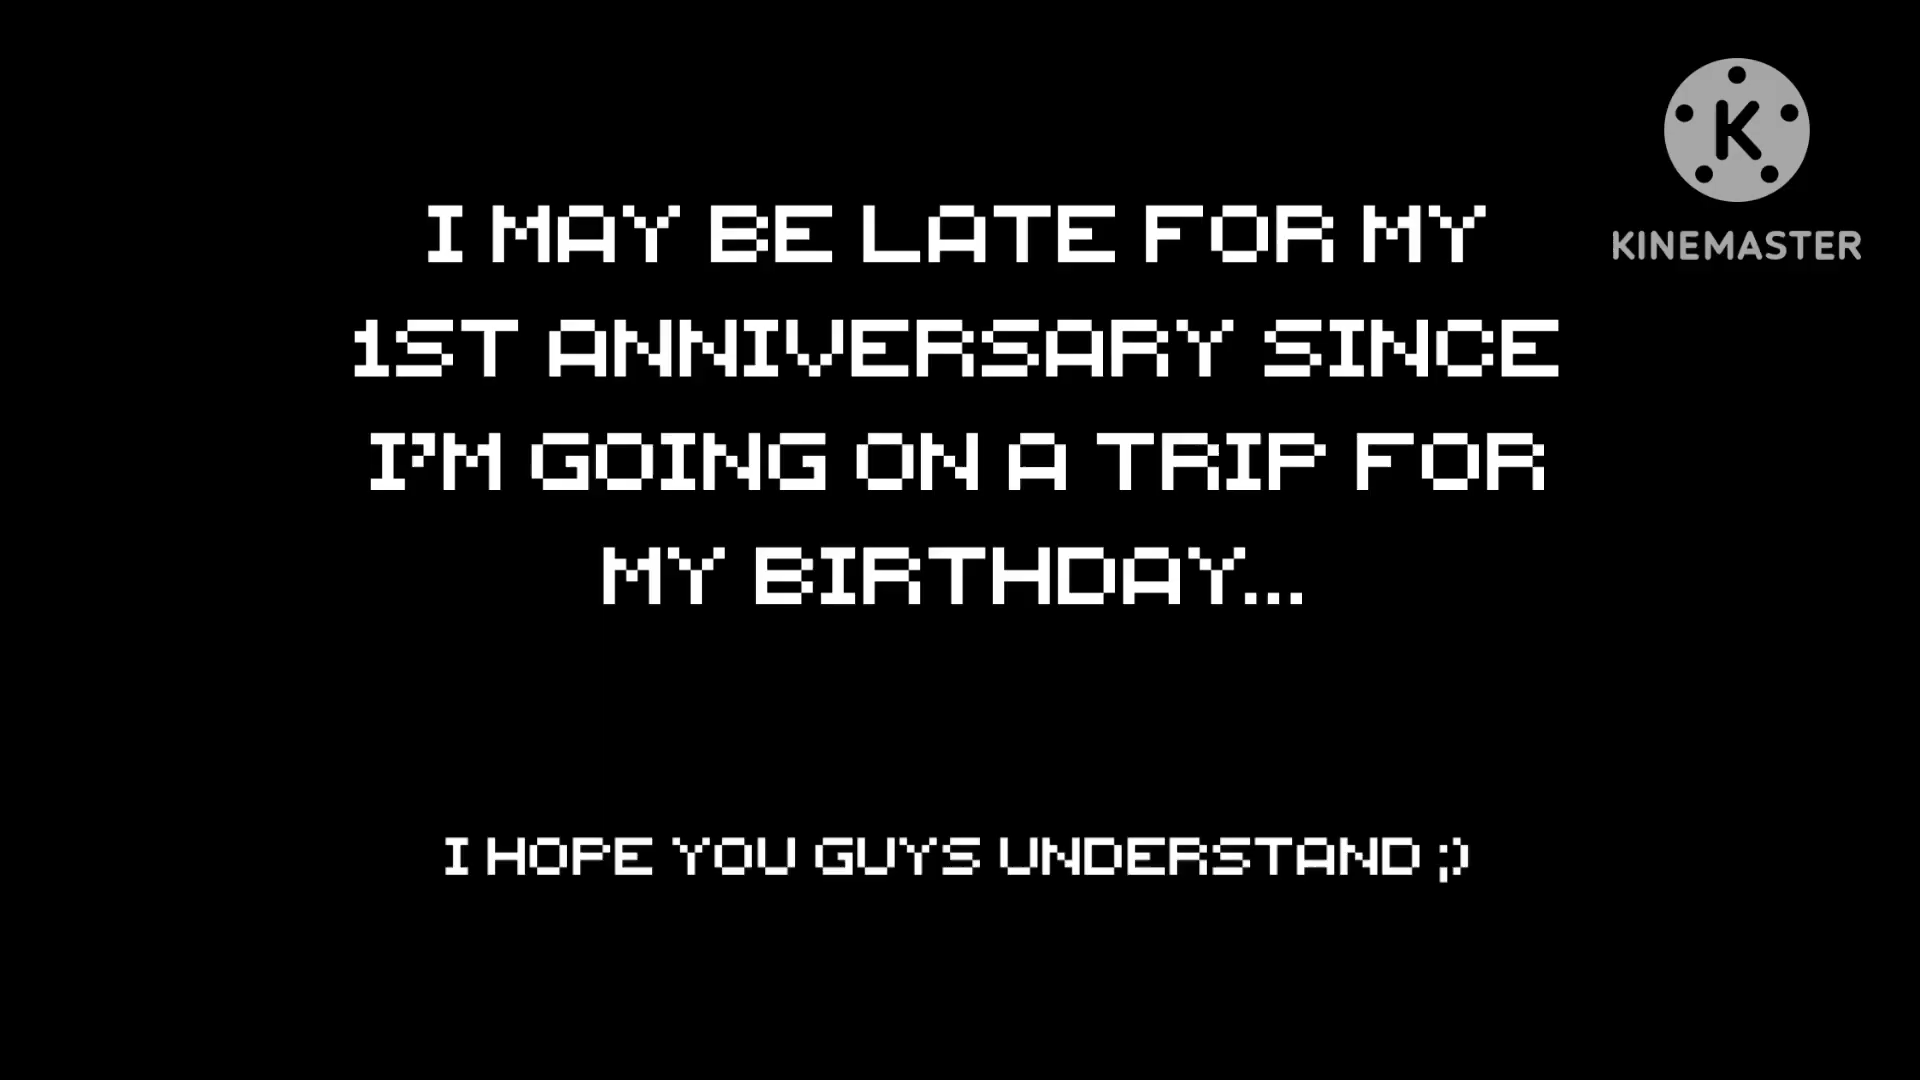 I MAY BE LATE FOR MY
1ST ANNIVERSARY SINCE
I'M GOING ON A TRIP FOR
MY BIRTHDAY...
I HOPE YOU GUYS UNDERSTAND ;)
K
KINEMASTER